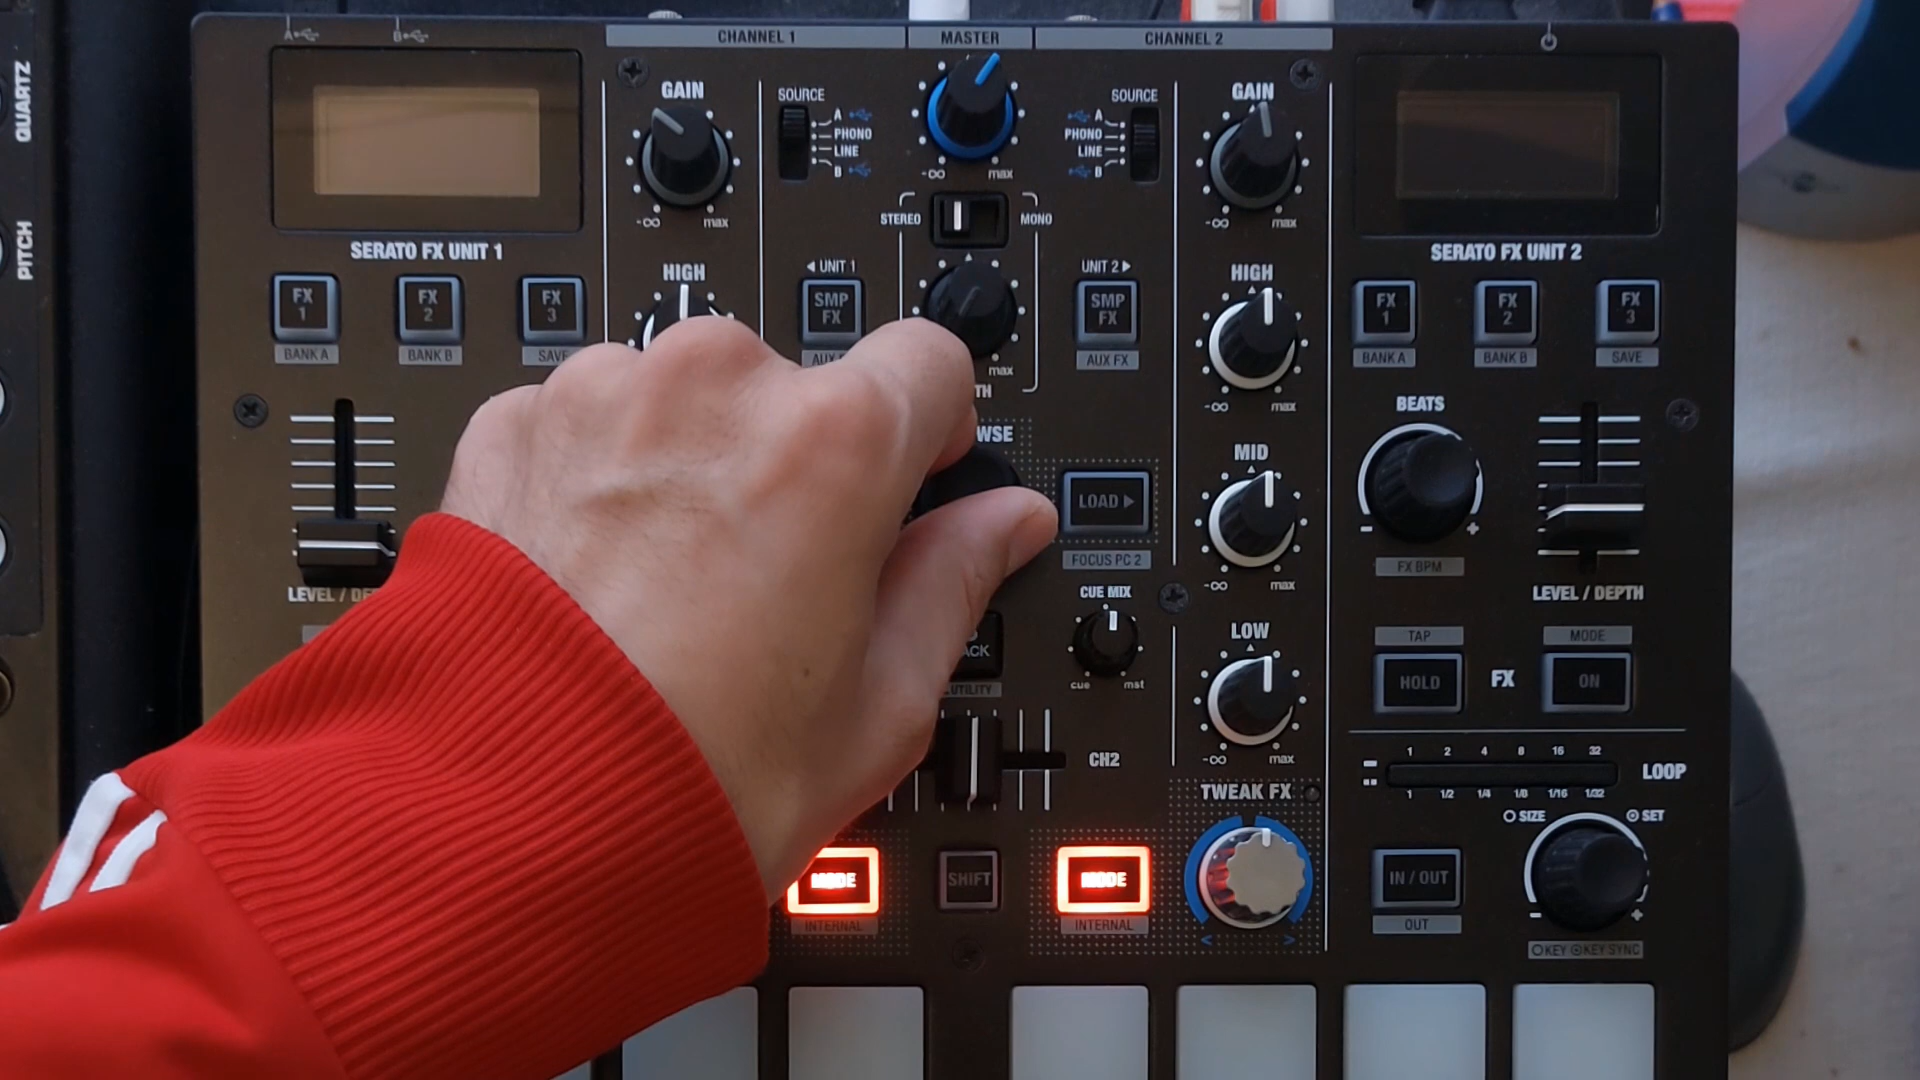 QUARTZ
PITCH
A
B
CHANNEL 1
MASTER
CHANNEL 2
GAIN
-∞
max
SOURCE
A
PHONO
LINE
B
-∞
max
SOURCE
A
PHONO
LINE
B
GAIN
-∞
max
STEREO
MONO
SERATO FX UNIT 1
FX 1
BANK A
FX 2
BANK B
FX 3
SAVE
HIGH
◀ UNIT 1
SMP FX
max
UNIT 2 ▶
SMP FX
AUX FX
HIGH
-∞
max
SERATO FX UNIT 2
FX 1
BANK A
FX 2
BANK B
FX 3
SAVE
LEVEL /
LOAD ▶
FOCUS PC 2
CUE MIX
cue
mst
UTILITY
CH2
MID
-∞
max
LOW
-∞
max
BEATS
-
+
FX BPM
LEVEL / DEPTH
TAP
HOLD
FX
MODE
ON
1 2 4 8 16 32
LOOP
1 1/2 1/4 1/8 1/16 1/32
TWEAK FX
< >
MODE
INTERNAL
SHIFT
MODE
INTERNAL
IN / OUT
OUT
SIZE
SET
-
+
KEY KEY SYNC